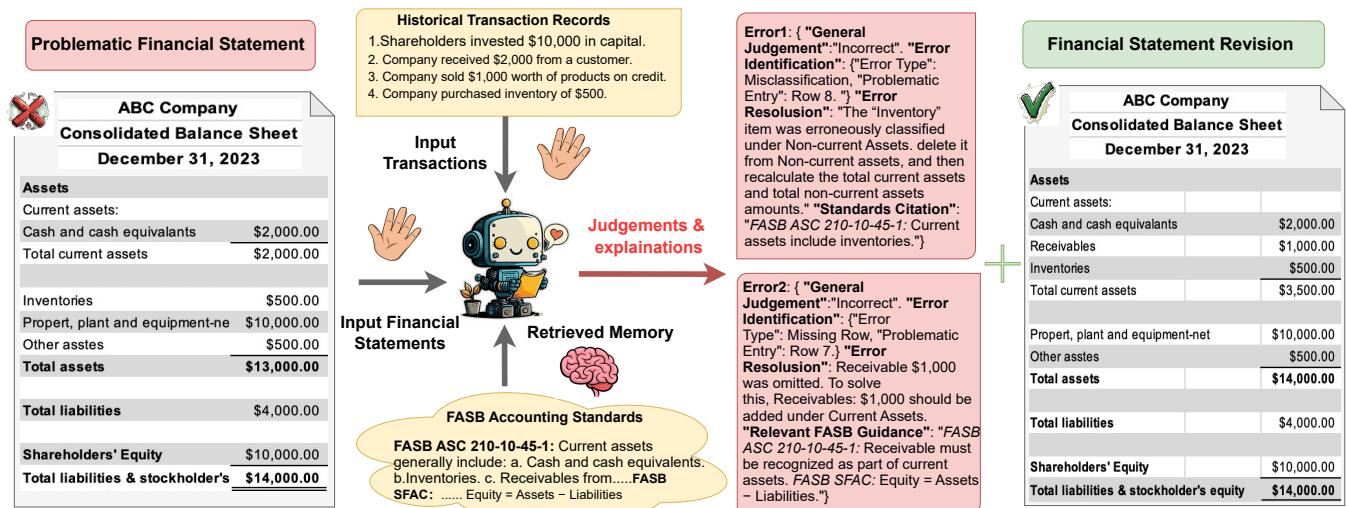 Problematic Financial Statement
ABC Company
Consolidated Balance Sheet
December 31, 2023
Assets
Current assets:
Cash and cash equivalants $2,000.00
Total current assets $2,000.00
Inventories $500.00
Propert, plant and equipment-ne $10,000.00
Other asstes $500.00
Total assets $13,000.00
Total liabilities $4,000.00
Shareholders' Equity $10,000.00
Total liabilities & stockholder's $14,000.00
Historical Transaction Records
1.Shareholders invested $10,000 in capital.
2. Company received $2,000 from a customer.
3. Company sold $1,000 worth of products on credit.
4. Company purchased inventory of $500.
Input
Transactions
Input Financial
Statements
Retrieved Memory
Judgements &
explainations
FASB Accounting Standards
FASB ASC 210-10-45-1: Current assets
generally include: a. Cash and cash equivalents.
b.Inventories. c. Receivables from.....FASB
SFAC: ...... Equity = Assets − Liabilities
Error1: { "General
Judgement":"Incorrect". "Error
Identification": {"Error Type":
Misclassification, "Problematic
Entry": Row 8. "} "Error
Resolusion": "The “Inventory”
item was erroneously classified
under Non-current Assets. delete it
from Non-current assets, and then
recalculate the total current assets
and total non-current assets
amounts." "Standards Citation":
"FASB ASC 210-10-45-1: Current
assets include inventories."}
Error2: { "General
Judgement":"Incorrect". "Error
Identification": {"Error
Type": Missing Row, "Problematic
Entry": Row 7.} "Error
Resolusion": Receivable $1,000
was omitted. To solve
this, Receivables: $1,000 should be
added under Current Assets.
"Relevant FASB Guidance": "FASB
ASC 210-10-45-1: Receivable must
be recognized as part of current
assets. FASB SFAC: Equity = Assets
− Liabilities."}
Financial Statement Revision
ABC Company
Consolidated Balance Sheet
December 31, 2023
Assets
Current assets:
Cash and cash equivalants $2,000.00
Receivables $1,000.00
Inventories $500.00
Total current assets $3,500.00
Propert, plant and equipment-net $10,000.00
Other asstes $500.00
Total assets $14,000.00
Total liabilities $4,000.00
Shareholders' Equity $10,000.00
Total liabilities & stockholder's equity $14,000.00